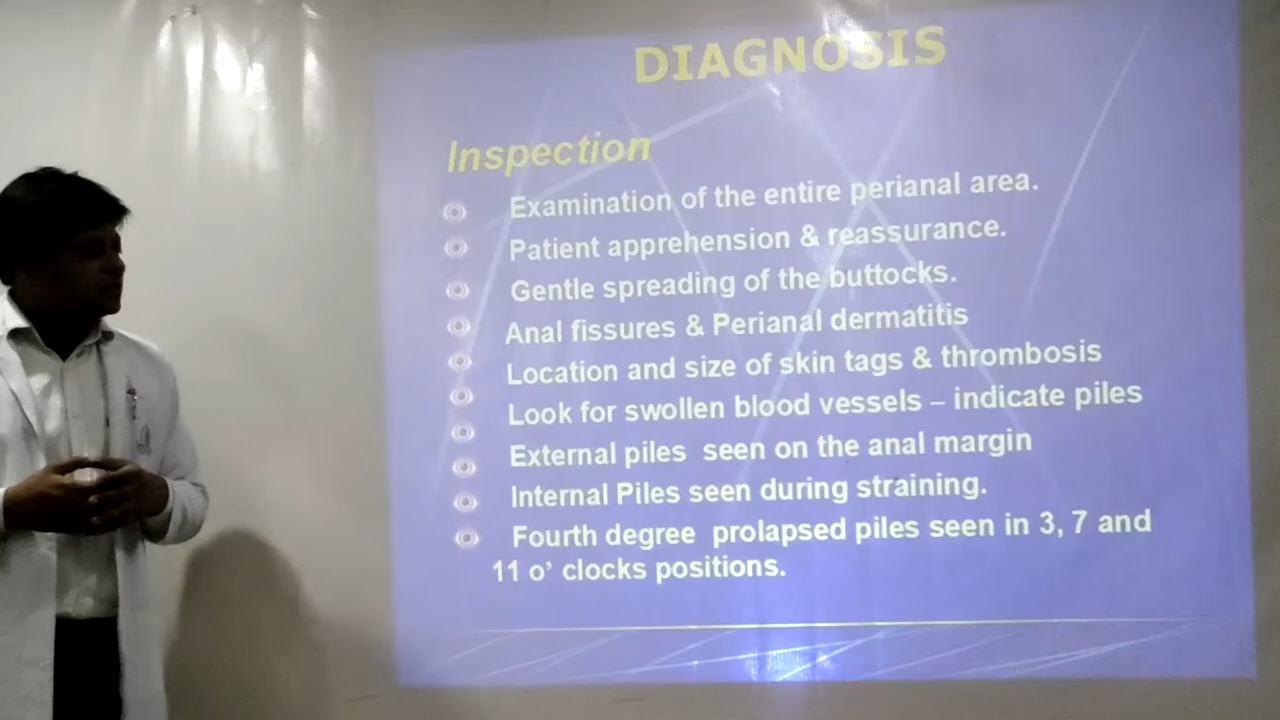 DIAGNOSIS
Inspection
Examination of the entire perianal area.
Patient apprehension & reassurance.
Gentle spreading of the buttocks.
Anal fissures & Perianal dermatitis
Location and size of skin tags & thrombosis
Look for swollen blood vessels – indicate piles
External piles seen on the anal margin
Internal Piles seen during straining.
Fourth degree prolapsed piles seen in 3, 7 and
11 o' clocks positions.